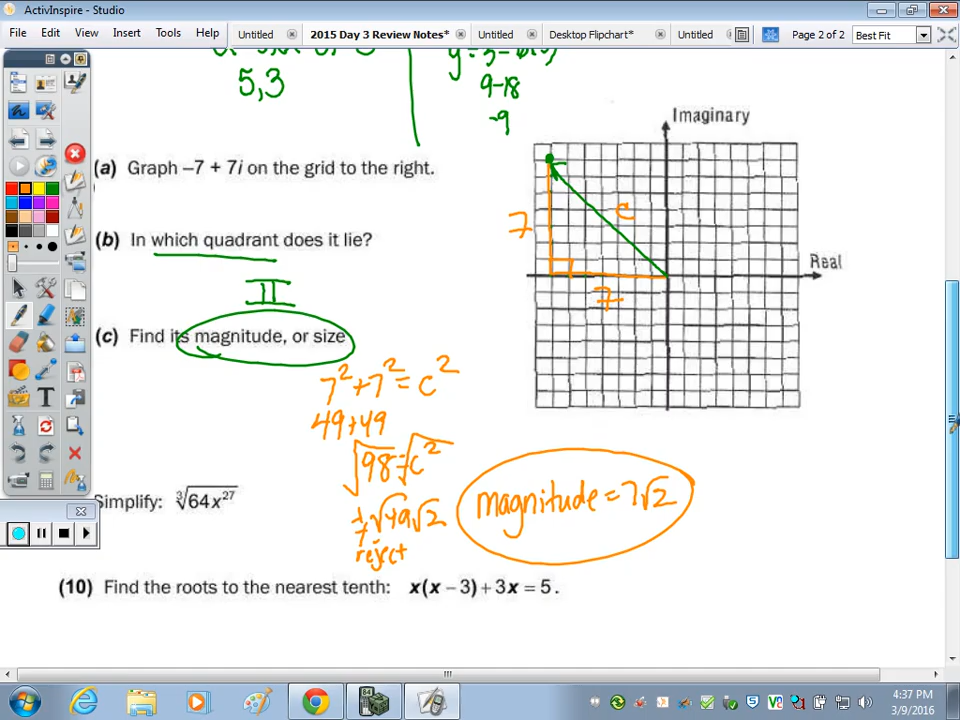 ActivInspire - Studio
File Edit View Insert Tools Help
Untitled
2015 Day 3 Review Notes*
Untitled
Desktop Flipchart*
Untitled
Page 2 of 2
Best Fit
5,3
9-18
-9
(a) Graph –7 + 7i on the grid to the right.
(b) In which quadrant does it lie?
II
(c) Find its magnitude, or size
Imaginary
Real
7
c
7
7² + 7² = c²
49+49
√98 = √c²
√49√2
reject
magnitude = 7√2
Simplify: ∛64x²⁷
(10) Find the roots to the nearest tenth: x(x – 3) + 3x = 5.
4:37 PM
3/9/2016